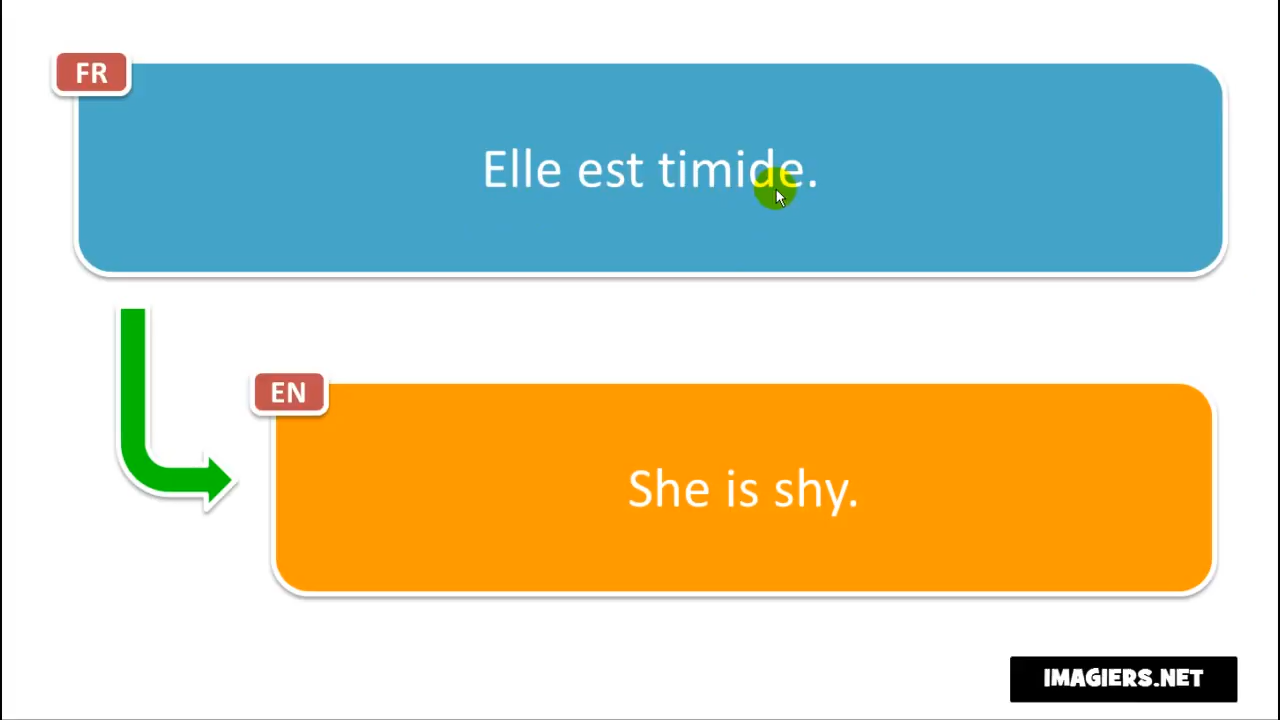 FR
Elle est timide.
EN
She is shy.
IMAGIERS.NET